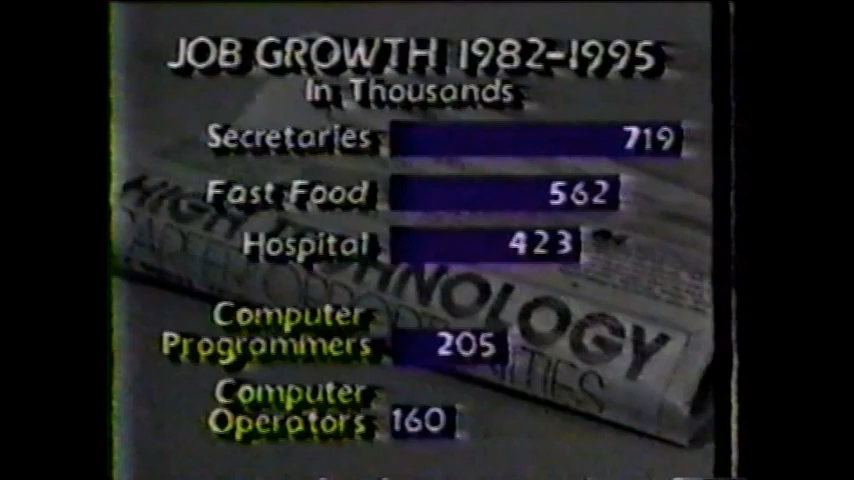 JOB GROWTH 1982-1995
In Thousands
Secretaries 719
Fast Food 562
Hospital 423
Computer
Programmers 205
Computer
Operators 160
HIGH TECHNOLOGY